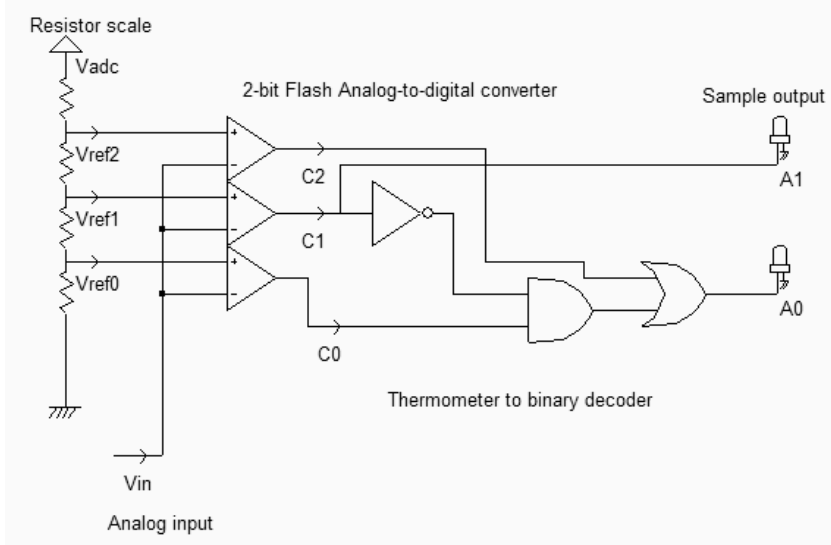 Resistor scale
Vadc
2-bit Flash Analog-to-digital converter
Sample output
+
Vref2
-
C2
A1
+
Vref1
-
C1
+
Vref0
-
A0
C0
Thermometer to binary decoder
Vin
Analog input